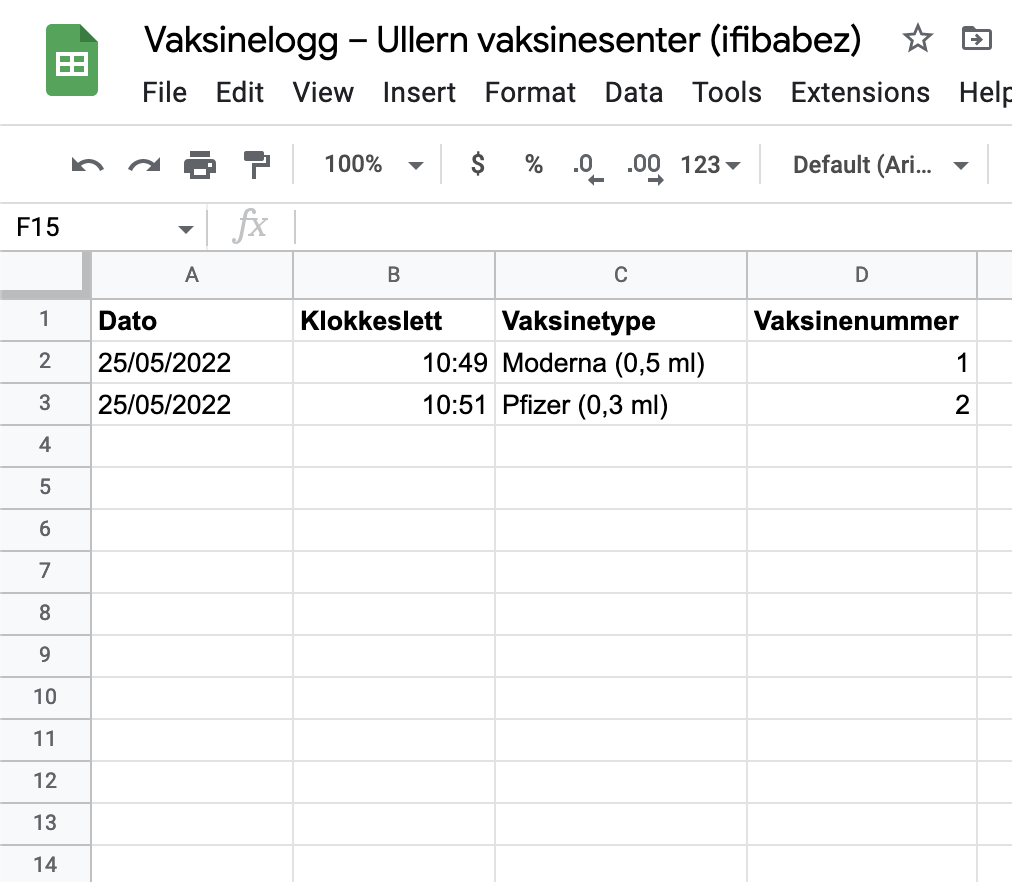 Vaksinelogg – Ullern vaksinesenter (ifibabez)
File Edit View Insert Format Data Tools Extensions Help
100% $ % .0 .00 123 Default (Ari...
F15 fx
A B C D
1 Dato Klokkeslett Vaksinetype Vaksinenummer
2 25/05/2022 10:49 Moderna (0,5 ml) 1
3 25/05/2022 10:51 Pfizer (0,3 ml) 2
4
5
6
7
8
9
10
11
12
13
14